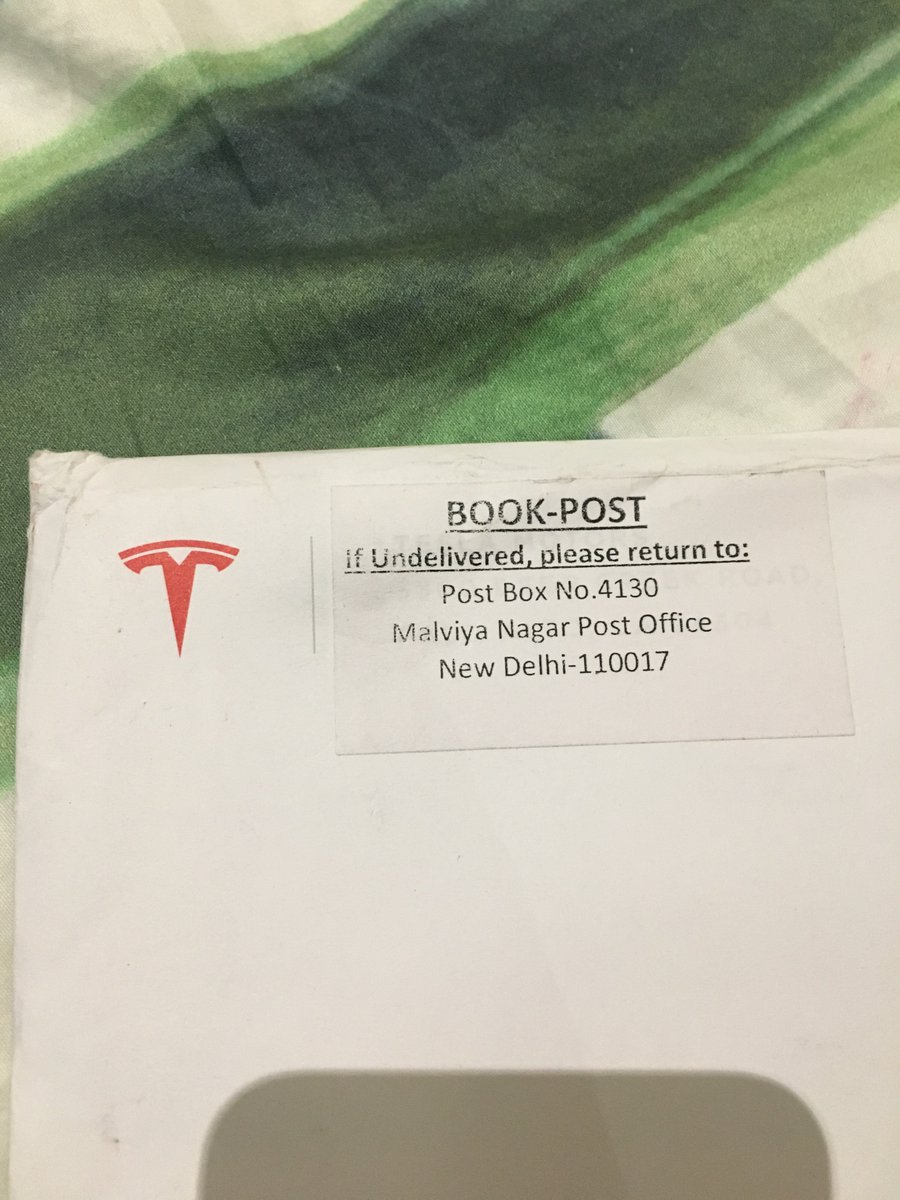 BOOK-POST
If Undelivered, please return to:
Post Box No.4130
Malviya Nagar Post Office
New Delhi-110017